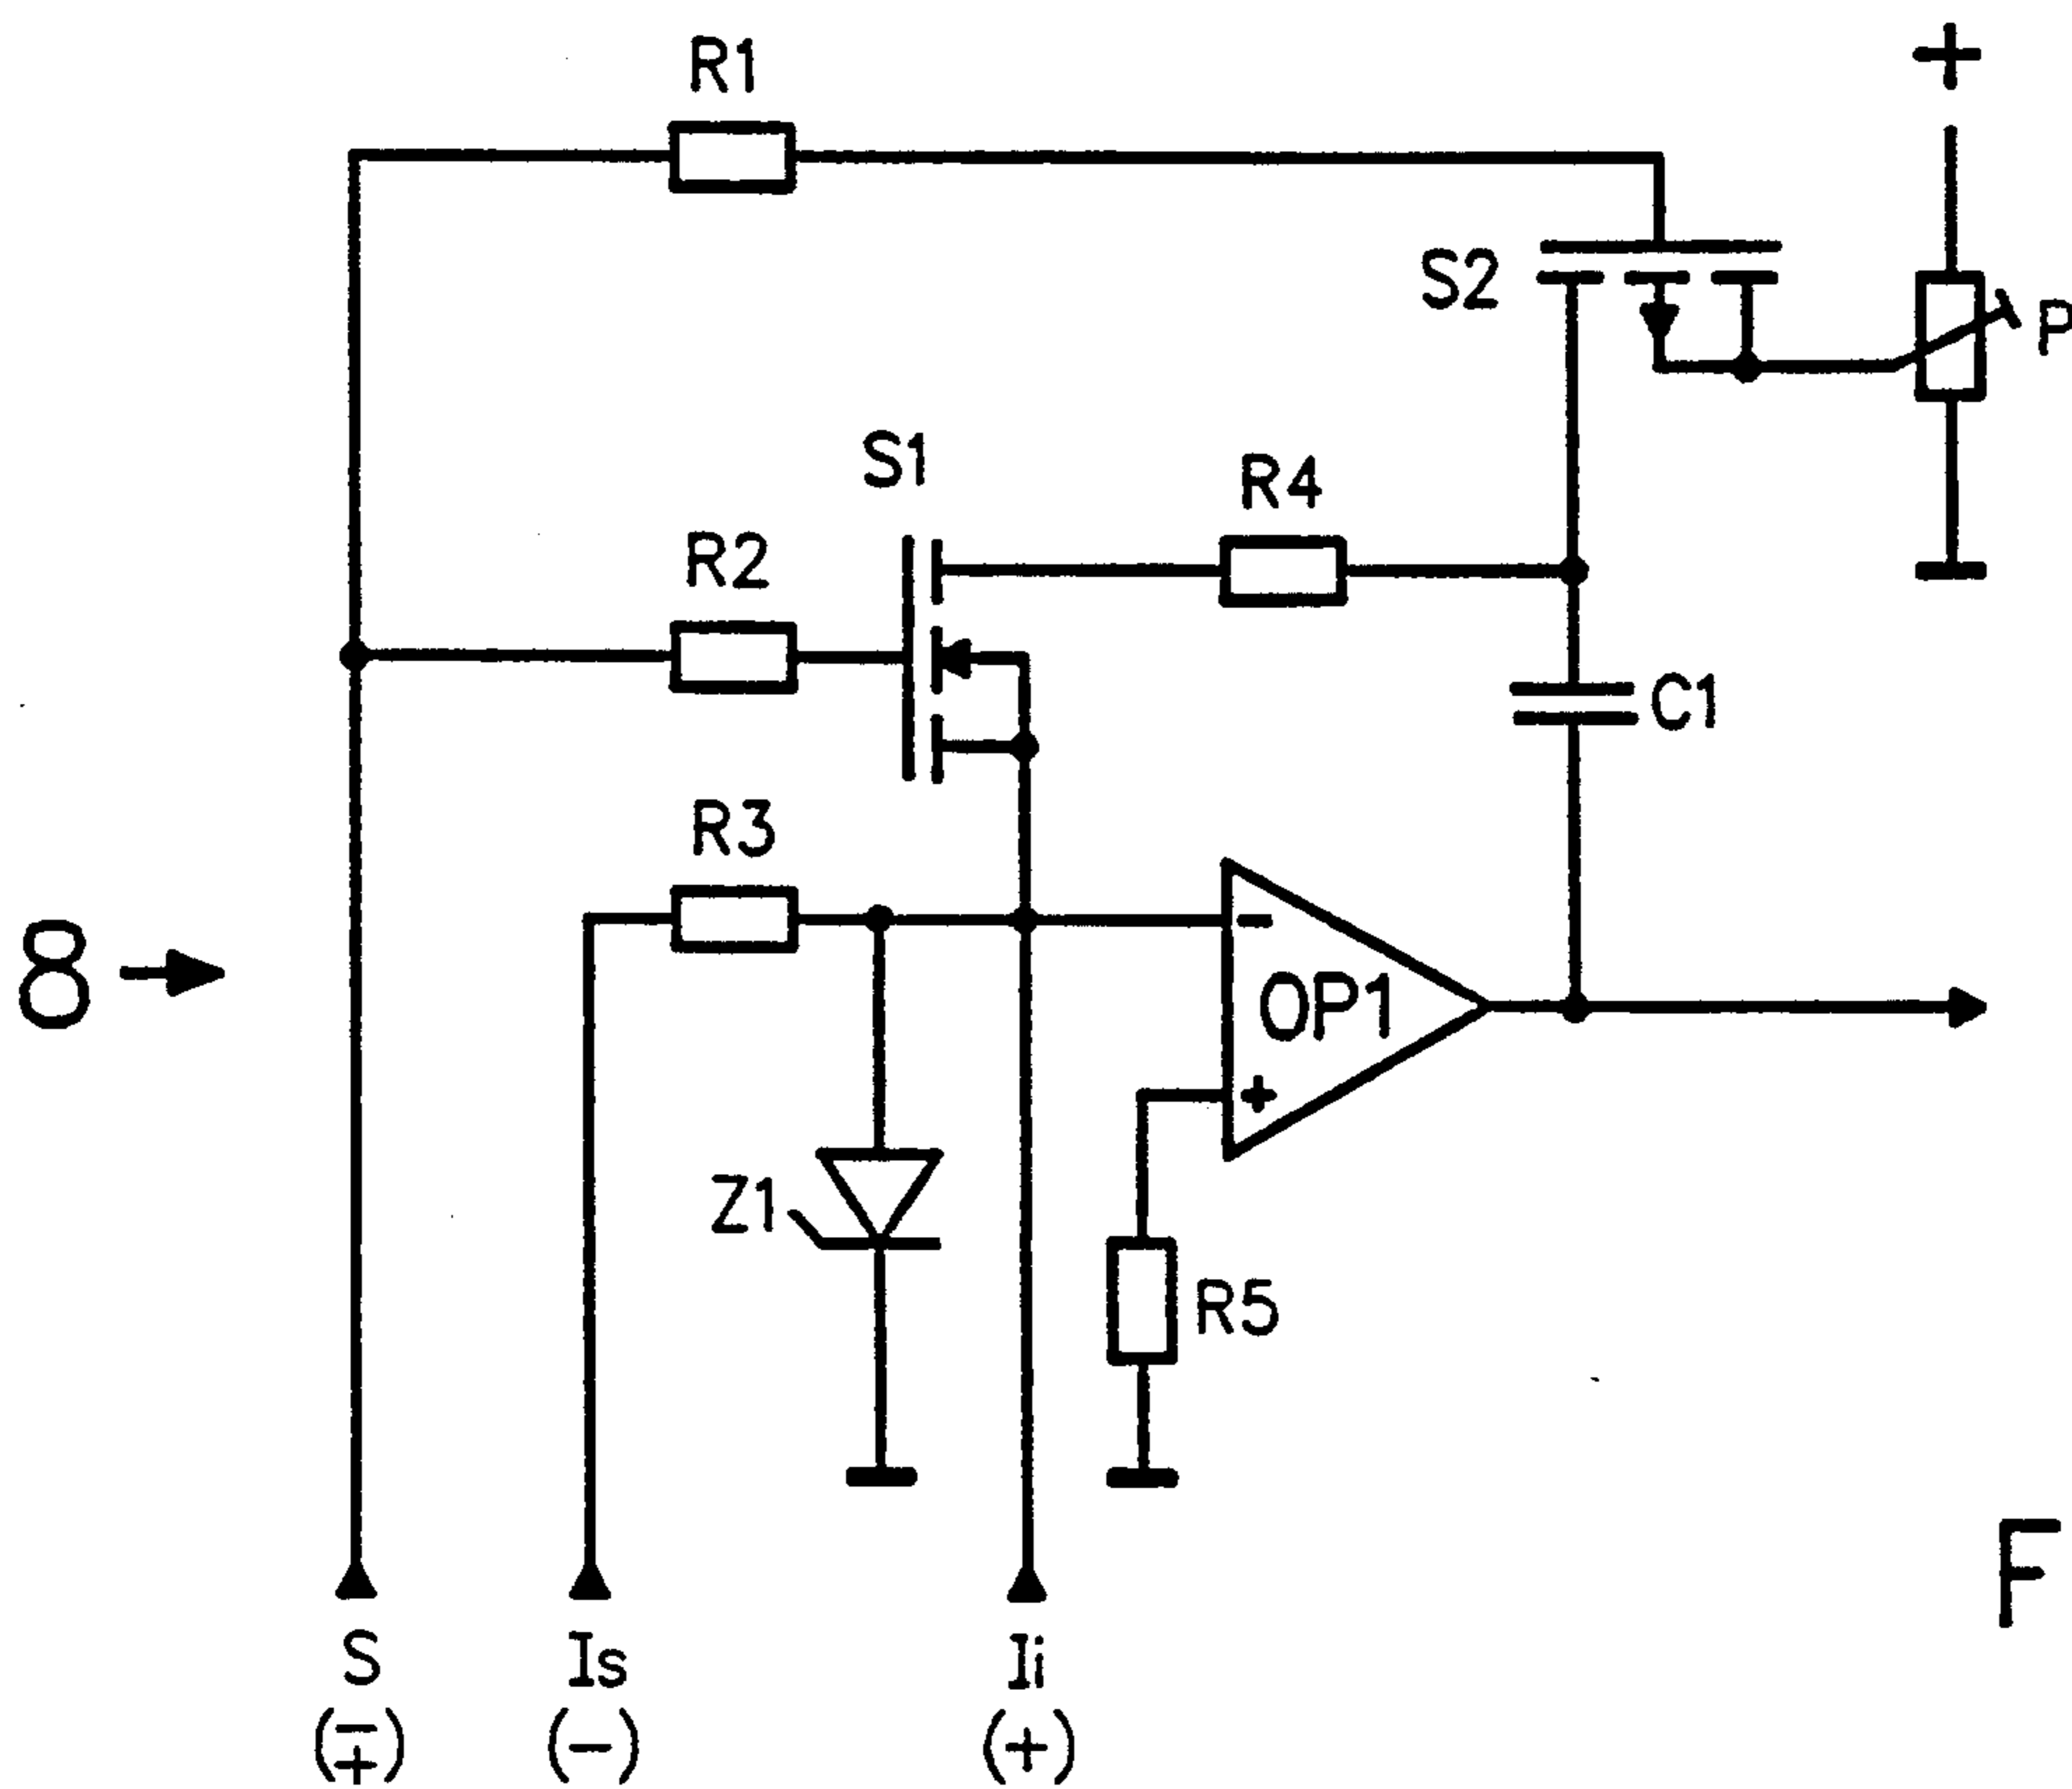 R1
+
S2
P
S1
R4
R2
C1
R3
8
-
OP1
+
Z1
R5
F
S
Is
Ii
(∓)
(-)
(+)